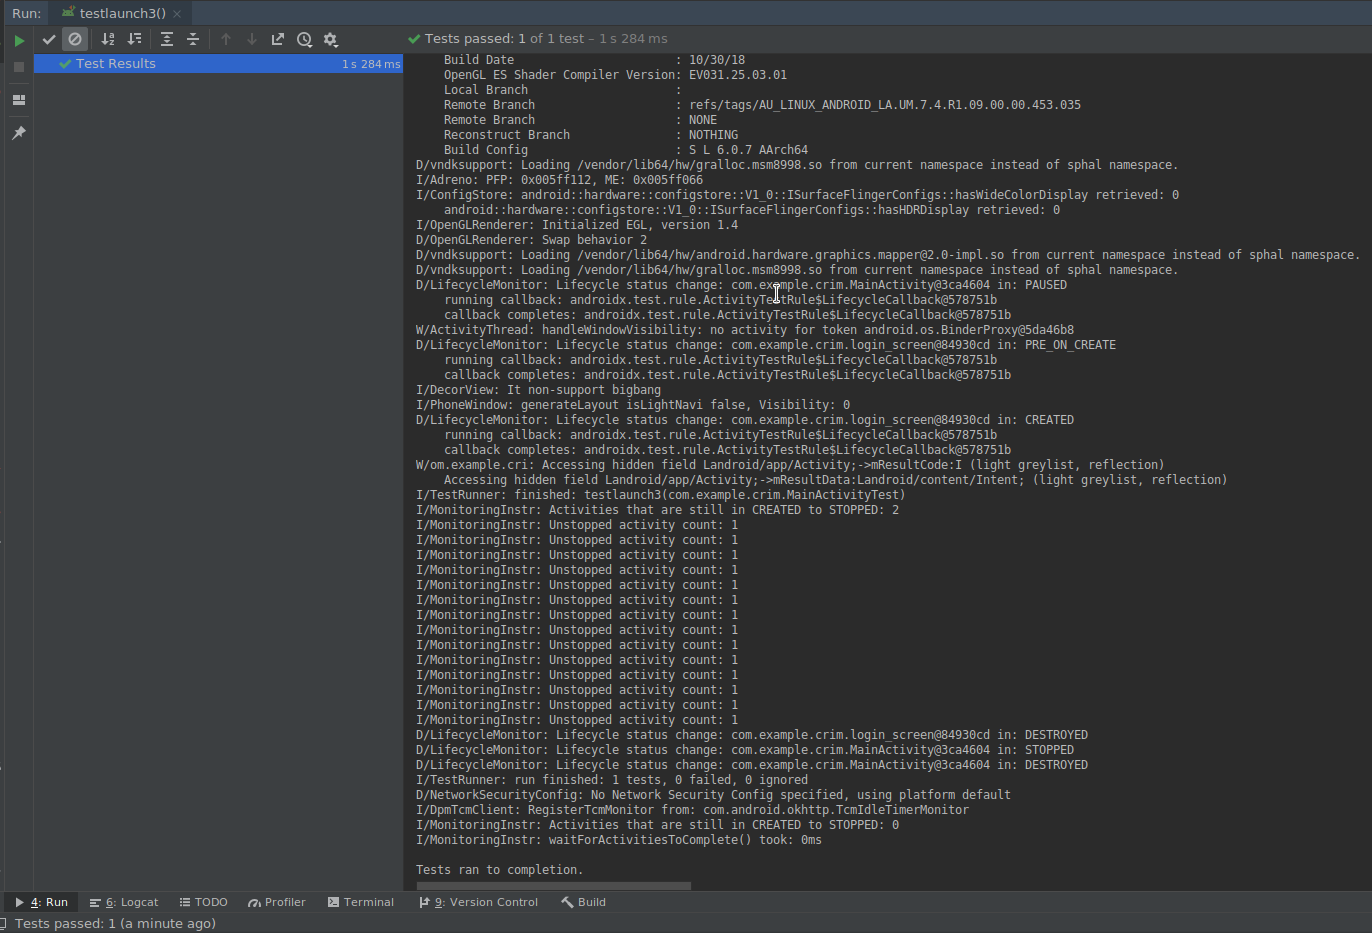 Run: testlaunch3()
Tests passed: 1 of 1 test – 1 s 284 ms
Test Results 1 s 284 ms
Build Date : 10/30/18
OpenGL ES Shader Compiler Version: EV031.25.03.01
Local Branch :
Remote Branch : refs/tags/AU_LINUX_ANDROID_LA.UM.7.4.R1.09.00.00.453.035
Remote Branch : NONE
Reconstruct Branch : NOTHING
Build Config : S L 6.0.7 AArch64
D/vndksupport: Loading /vendor/lib64/hw/gralloc.msm8998.so from current namespace instead of sphal namespace.
I/Adreno: PFP: 0x005ff112, ME: 0x005ff066
I/ConfigStore: android::hardware::configstore::V1_0::ISurfaceFlingerConfigs::hasWideColorDisplay retrieved: 0
android::hardware::configstore::V1_0::ISurfaceFlingerConfigs::hasHDRDisplay retrieved: 0
I/OpenGLRenderer: Initialized EGL, version 1.4
D/OpenGLRenderer: Swap behavior 2
D/vndksupport: Loading /vendor/lib64/hw/android.hardware.graphics.mapper@2.0-impl.so from current namespace instead of sphal namespace.
D/vndksupport: Loading /vendor/lib64/hw/gralloc.msm8998.so from current namespace instead of sphal namespace.
D/LifecycleMonitor: Lifecycle status change: com.example.crim.MainActivity@3ca4604 in: PAUSED
running callback: androidx.test.rule.ActivityTestRule$LifecycleCallback@578751b
callback completes: androidx.test.rule.ActivityTestRule$LifecycleCallback@578751b
W/ActivityThread: handleWindowVisibility: no activity for token android.os.BinderProxy@5da46b8
D/LifecycleMonitor: Lifecycle status change: com.example.crim.login_screen@84930cd in: PRE_ON_CREATE
running callback: androidx.test.rule.ActivityTestRule$LifecycleCallback@578751b
callback completes: androidx.test.rule.ActivityTestRule$LifecycleCallback@578751b
I/DecorView: It non-support bigbang
I/PhoneWindow: generateLayout isLightNavi false, Visibility: 0
D/LifecycleMonitor: Lifecycle status change: com.example.crim.login_screen@84930cd in: CREATED
running callback: androidx.test.rule.ActivityTestRule$LifecycleCallback@578751b
callback completes: androidx.test.rule.ActivityTestRule$LifecycleCallback@578751b
W/om.example.cri: Accessing hidden field Landroid/app/Activity;->mResultCode:I (light greylist, reflection)
Accessing hidden field Landroid/app/Activity;->mResultData:Landroid/content/Intent; (light greylist, reflection)
I/TestRunner: finished: testlaunch3(com.example.crim.MainActivityTest)
I/MonitoringInstr: Activities that are still in CREATED to STOPPED: 2
I/MonitoringInstr: Unstopped activity count: 1
I/MonitoringInstr: Unstopped activity count: 1
I/MonitoringInstr: Unstopped activity count: 1
I/MonitoringInstr: Unstopped activity count: 1
I/MonitoringInstr: Unstopped activity count: 1
I/MonitoringInstr: Unstopped activity count: 1
I/MonitoringInstr: Unstopped activity count: 1
I/MonitoringInstr: Unstopped activity count: 1
I/MonitoringInstr: Unstopped activity count: 1
I/MonitoringInstr: Unstopped activity count: 1
I/MonitoringInstr: Unstopped activity count: 1
I/MonitoringInstr: Unstopped activity count: 1
I/MonitoringInstr: Unstopped activity count: 1
I/MonitoringInstr: Unstopped activity count: 1
D/LifecycleMonitor: Lifecycle status change: com.example.crim.login_screen@84930cd in: DESTROYED
D/LifecycleMonitor: Lifecycle status change: com.example.crim.MainActivity@3ca4604 in: STOPPED
D/LifecycleMonitor: Lifecycle status change: com.example.crim.MainActivity@3ca4604 in: DESTROYED
I/TestRunner: run finished: 1 tests, 0 failed, 0 ignored
D/NetworkSecurityConfig: No Network Security Config specified, using platform default
I/DpmTcmClient: RegisterTcmMonitor from: com.android.okhttp.TcmIdleTimerMonitor
I/MonitoringInstr: Activities that are still in CREATED to STOPPED: 0
I/MonitoringInstr: waitForActivitiesToComplete() took: 0ms
Tests ran to completion.
4: Run 6: Logcat TODO Profiler Terminal 9: Version Control Build
Tests passed: 1 (a minute ago)